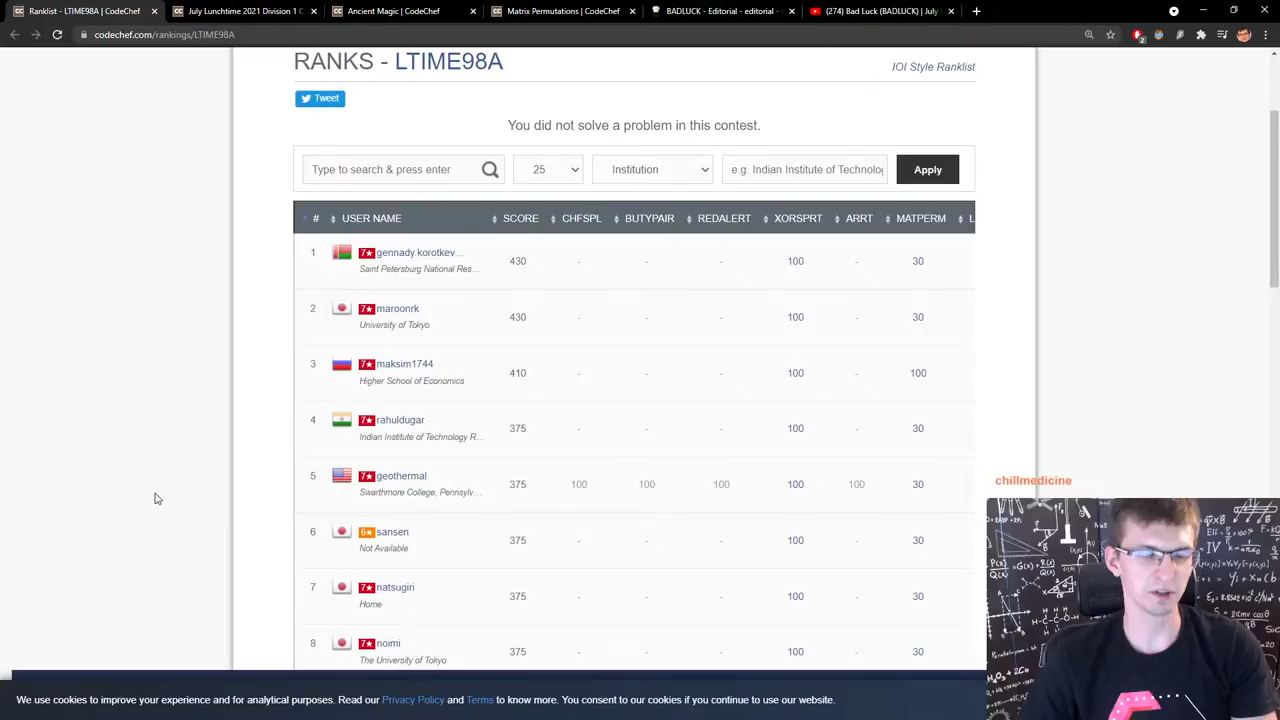 Ranklist - LTIME98A | CodeChef
July Lunchtime 2021 Division 1 C
Ancient Magic | CodeChef
Matrix Permutations | CodeChef
BADLUCK - Editorial - editorial -
(274) Bad Luck (BADLUCK) | July
codechef.com/rankings/LTIME98A
RANKS - LTIME98A
IOI Style Ranklist
Tweet
You did not solve a problem in this contest.
Type to search & press enter
25
Institution
e.g. Indian Institute of Technolog
Apply
# USER NAME SCORE CHFSPL BUTYPAIR REDALERT XORSPRT ARRT MATPERM L
1 7★ gennady.korotkev... 430 - - - 100 - 30
Saint Petersburg National Res...
2 7★ maroonrk 430 - - - 100 - 30
University of Tokyo
3 7★ maksim1744 410 - - - 100 - 100
Higher School of Economics
4 7★ rahuldugar 375 - - - 100 - 30
Indian Institute of Technology R...
5 7★ geothermal 375 100 100 100 100 100 30
Swarthmore College, Pennsylv...
6 6★ sansen 375 - - - 100 - 30
Not Available
7 7★ natsugiri 375 - - - 100 - 30
Home
8 7★ noimi 375 - - - 100 - 30
The University of Tokyo
chillmedicine
We use cookies to improve your experience and for analytical purposes. Read our Privacy Policy and Terms to know more. You consent to our cookies if you continue to use our website.